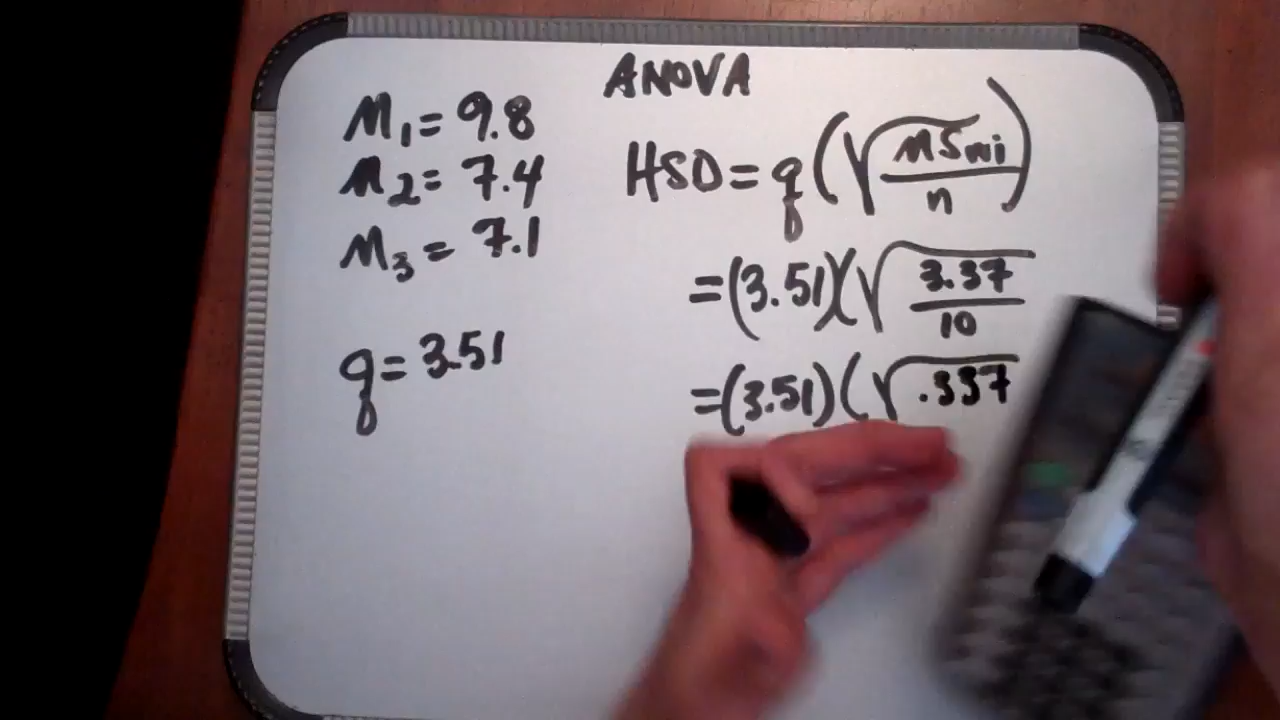 ANOVA
M₁ = 9.8
M₂ = 7.4
M₃ = 7.1
q = 3.51
HSD = q (√MSwi / n)
= (3.51)(√3.37 / 10
= (3.51)(√.337